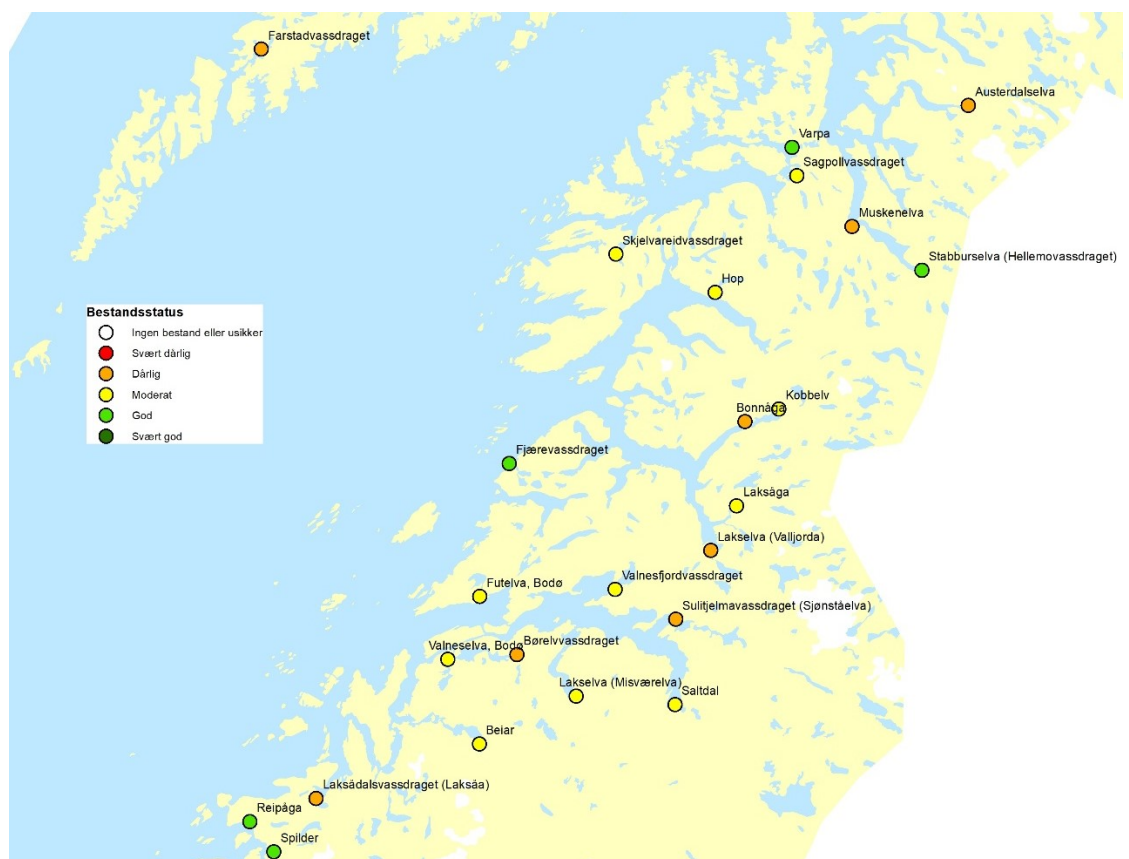 Farstadvassdraget
Austerdalselva
Varpa
Sagpollvassdraget
Muskenelva
Skjelvareidvassdraget
Stabburselva (Hellemovassdraget)
Hop
Bestandsstatus
Ingen bestand eller usikker
Svært dårlig
Dårlig
Moderat
God
Svært god
Kobbelv
Bonnåga
Fjærevassdraget
Laksåga
Lakselva (Valljorda)
Valnesfjordvassdraget
Futelva, Bodø
Sulitjelmavassdraget (Sjønståelva)
Børelvvassdraget
Valneselva, Bodø
Lakselva (Misværelva)
Saltdal
Beiar
Laksådalsvassdraget (Laksåa)
Reipåga
Spilder